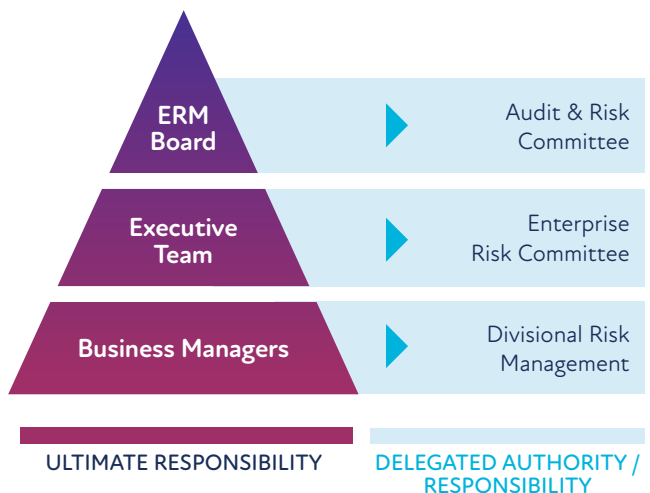 ERM
Board
Audit & Risk
Committee
Executive
Team
Enterprise
Risk Committee
Business Managers
Divisional Risk
Management
ULTIMATE RESPONSIBILITY
DELEGATED AUTHORITY /
RESPONSIBILITY